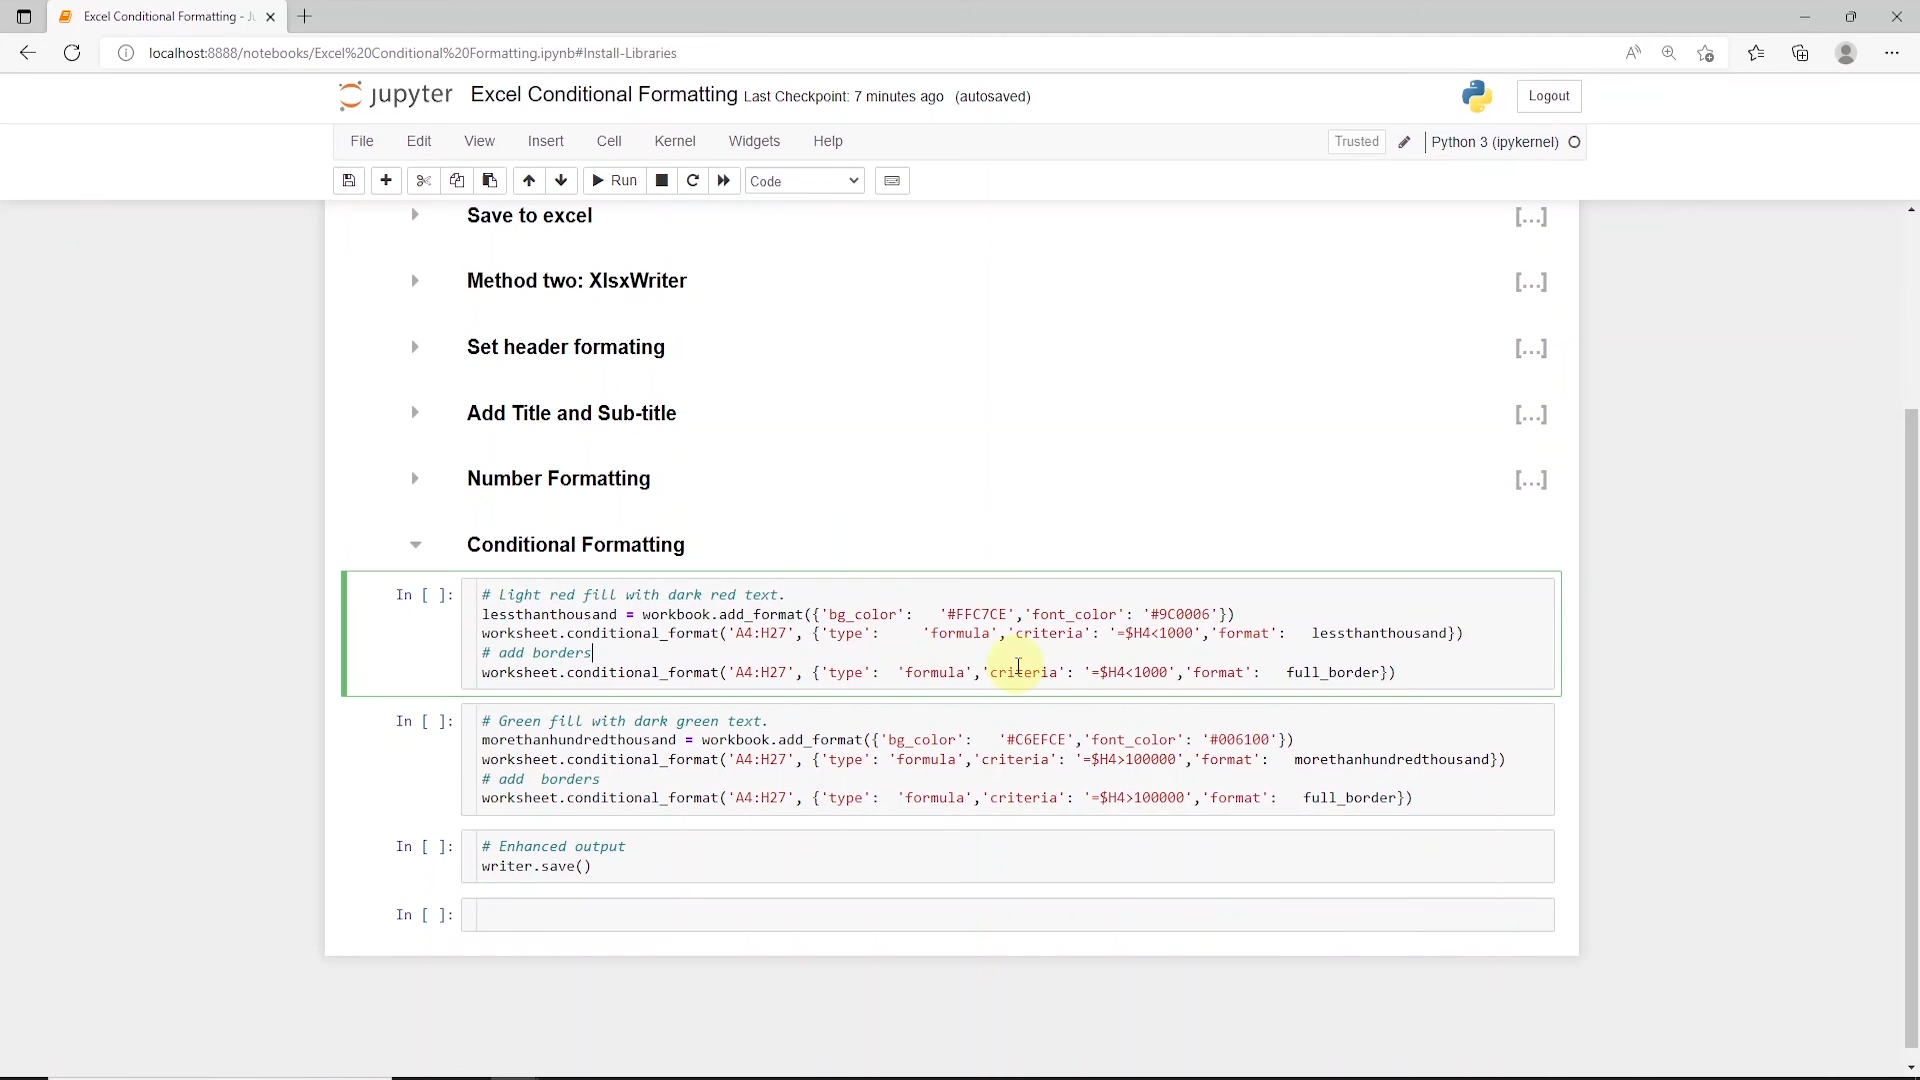 Excel Conditional Formatting - Ju
localhost:8888/notebooks/Excel%20Conditional%20Formatting.ipynb#Install-Libraries
jupyter Excel Conditional Formatting Last Checkpoint: 7 minutes ago (autosaved)
Logout
File Edit View Insert Cell Kernel Widgets Help
Trusted Python 3 (ipykernel)
Run Code
Save to excel [...]
Method two: XlsxWriter [...]
Set header formating [...]
Add Title and Sub-title [...]
Number Formatting [...]
Conditional Formatting
In [ ]: # Light red fill with dark red text.
lessthanthousand = workbook.add_format({'bg_color': '#FFC7CE','font_color': '#9C0006'})
worksheet.conditional_format('A4:H27', {'type': 'formula','criteria': '=$H4<1000','format': lessthanthousand})
# add borders
worksheet.conditional_format('A4:H27', {'type': 'formula','criteria': '=$H4<1000','format': full_border})
In [ ]: # Green fill with dark green text.
morethanhundredthousand = workbook.add_format({'bg_color': '#C6EFCE','font_color': '#006100'})
worksheet.conditional_format('A4:H27', {'type': 'formula','criteria': '=$H4>100000','format': morethanhundredthousand})
# add borders
worksheet.conditional_format('A4:H27', {'type': 'formula','criteria': '=$H4>100000','format': full_border})
In [ ]: # Enhanced output
writer.save()
In [ ]: